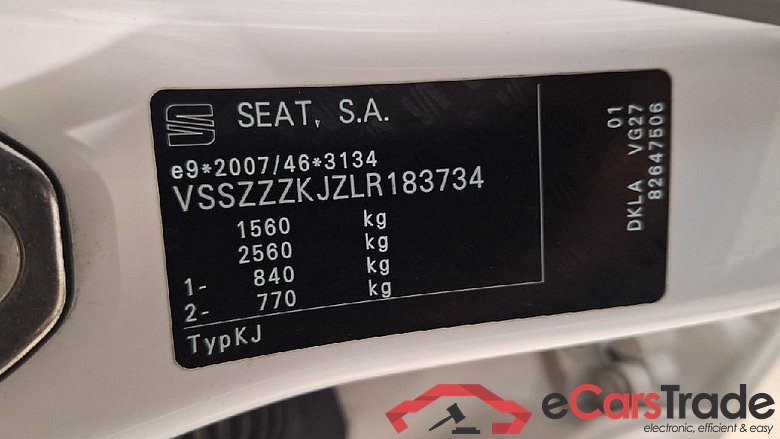 SEAT, S.A.
e9*2007/46*3134
VSSZZZKJZLR183734
1560 kg
2560 kg
1- 840 kg
2- 770 kg
TypKJ
01
DKLA VG27
82647506
eCarsTrade
electronic, efficient & easy